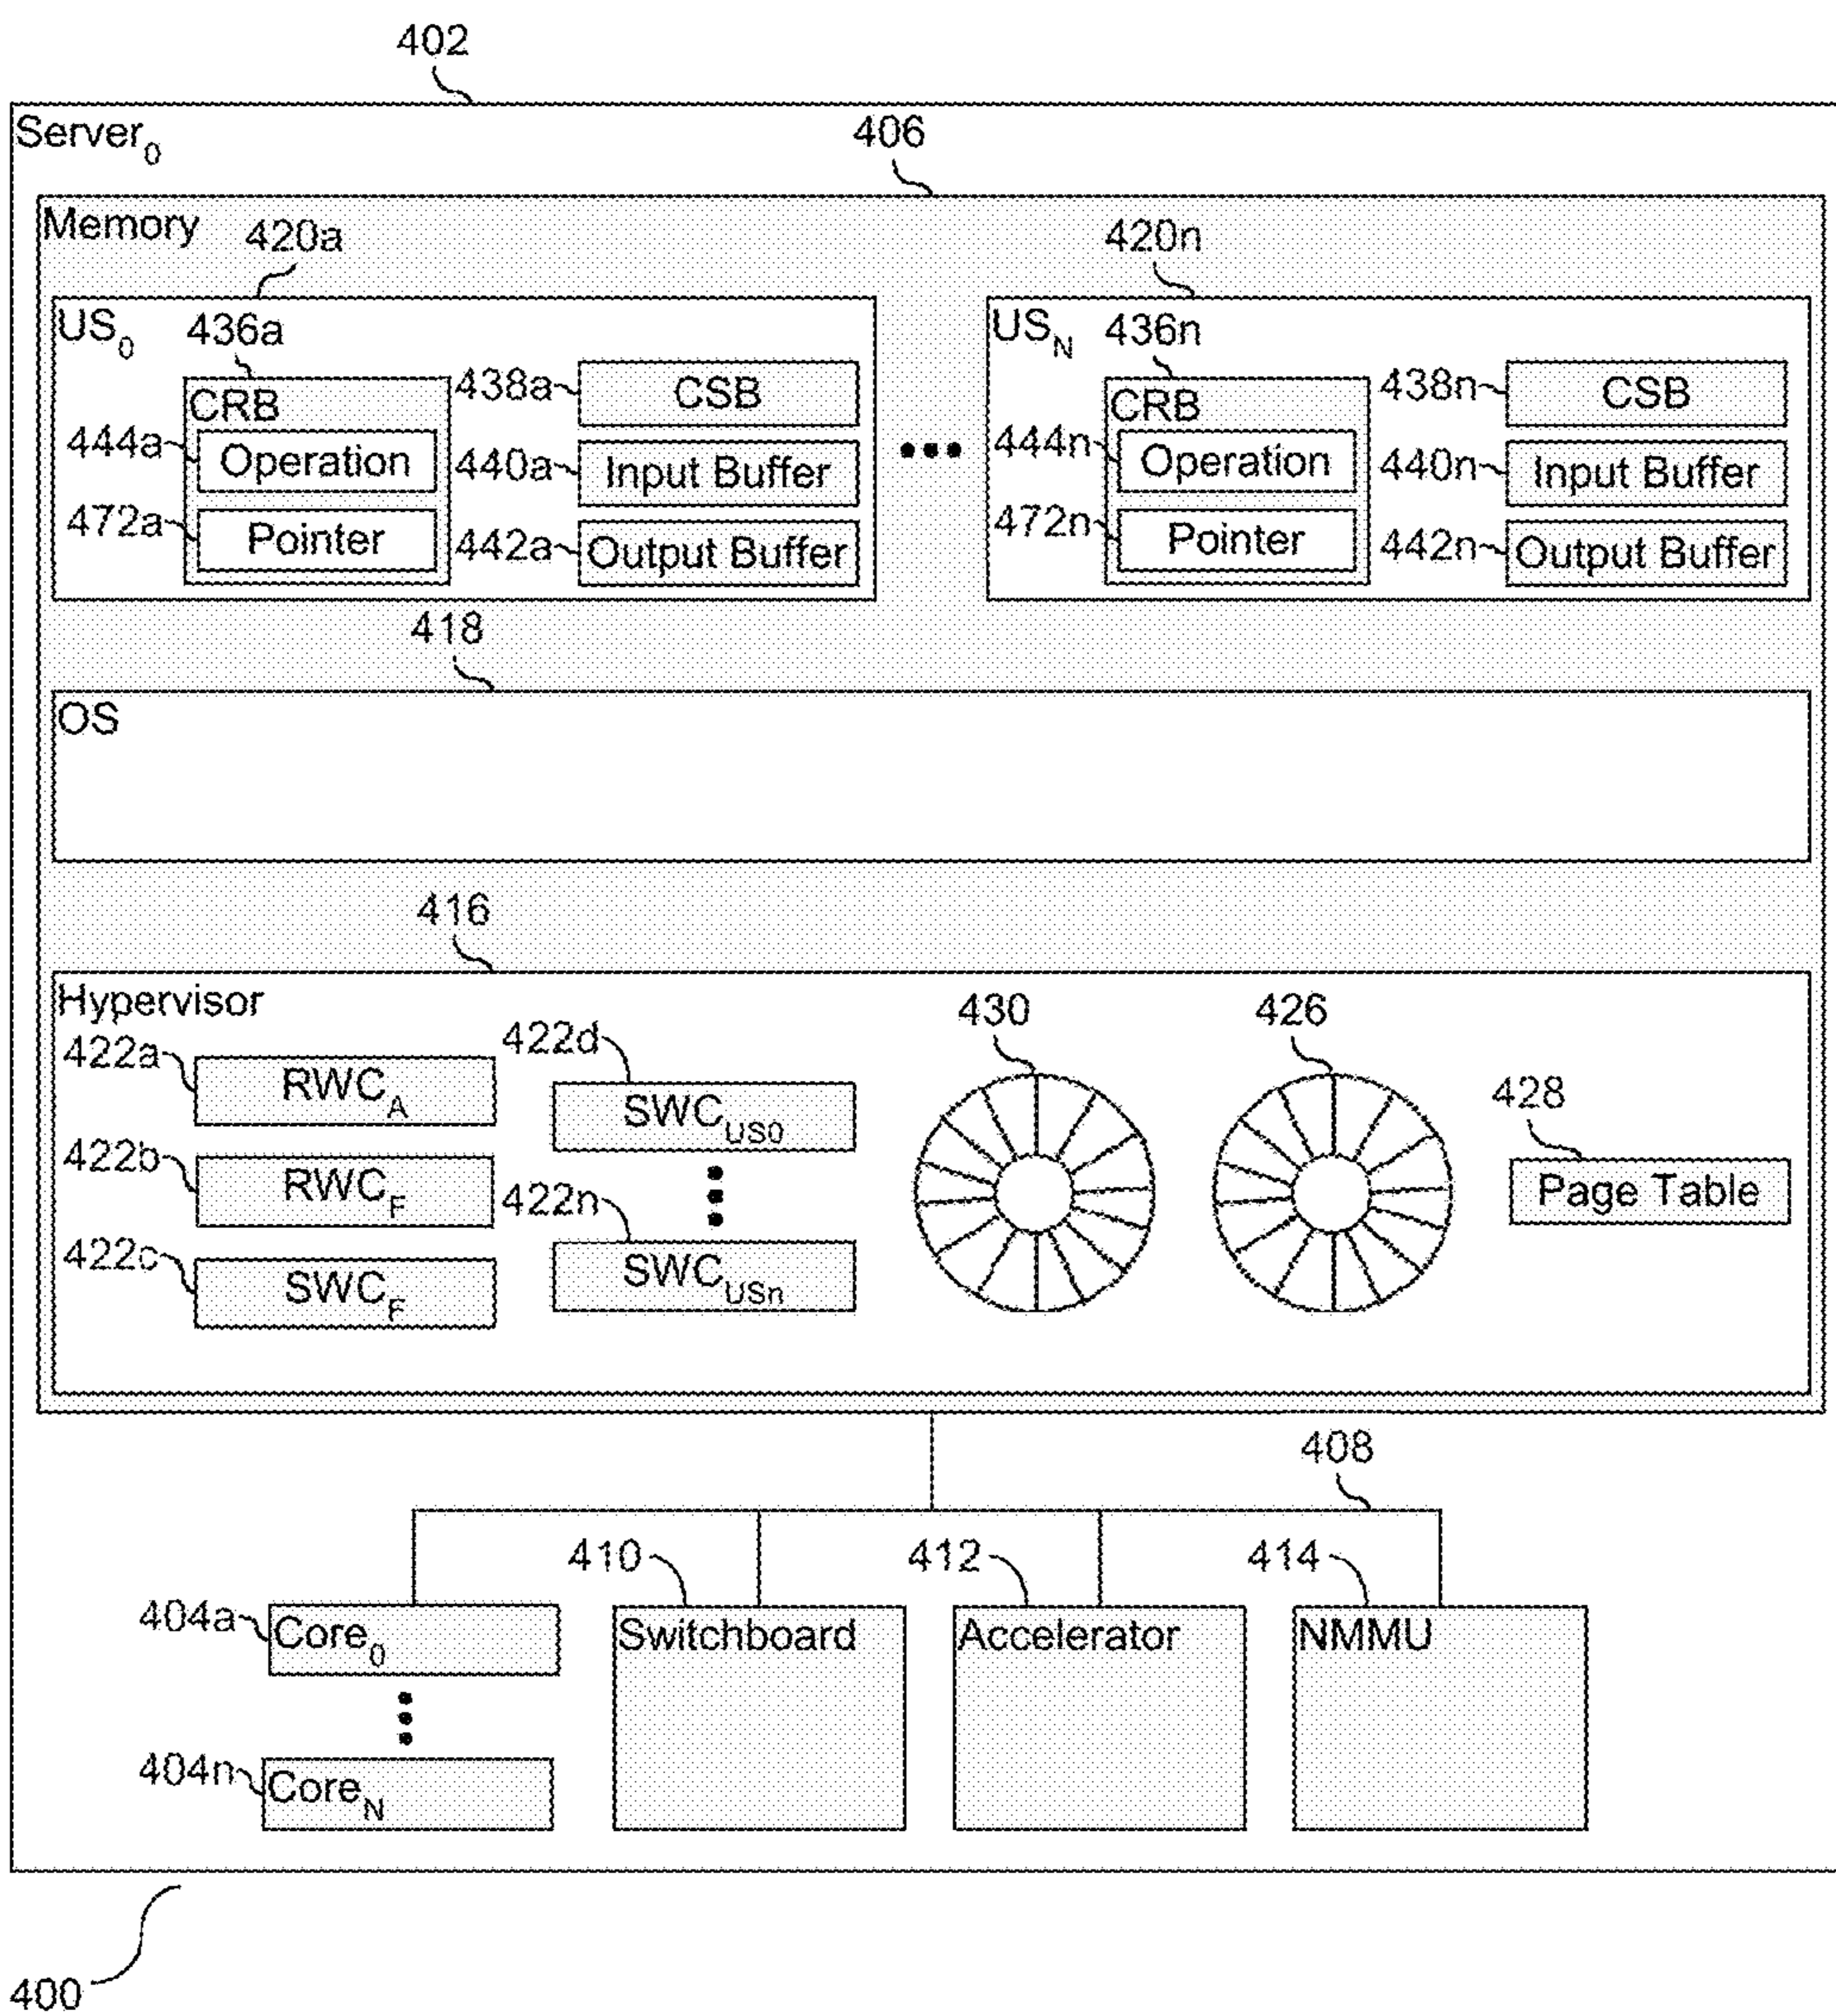 402
Server0
406
Memory
420a
420n
US0
436a
CRB
444a
Operation
472a
Pointer
438a
CSB
440a
Input Buffer
442a
Output Buffer
USN
436n
CRB
444n
Operation
472n
Pointer
438n
CSB
440n
Input Buffer
442n
Output Buffer
418
OS
416
Hypervisor
422a
RWCA
422b
RWCF
422c
SWCF
422d
SWCUS0
422n
SWCUSn
430
426
428
Page Table
408
410
412
414
404a
Core0
Switchboard
Accelerator
NMMU
404n
CoreN
400